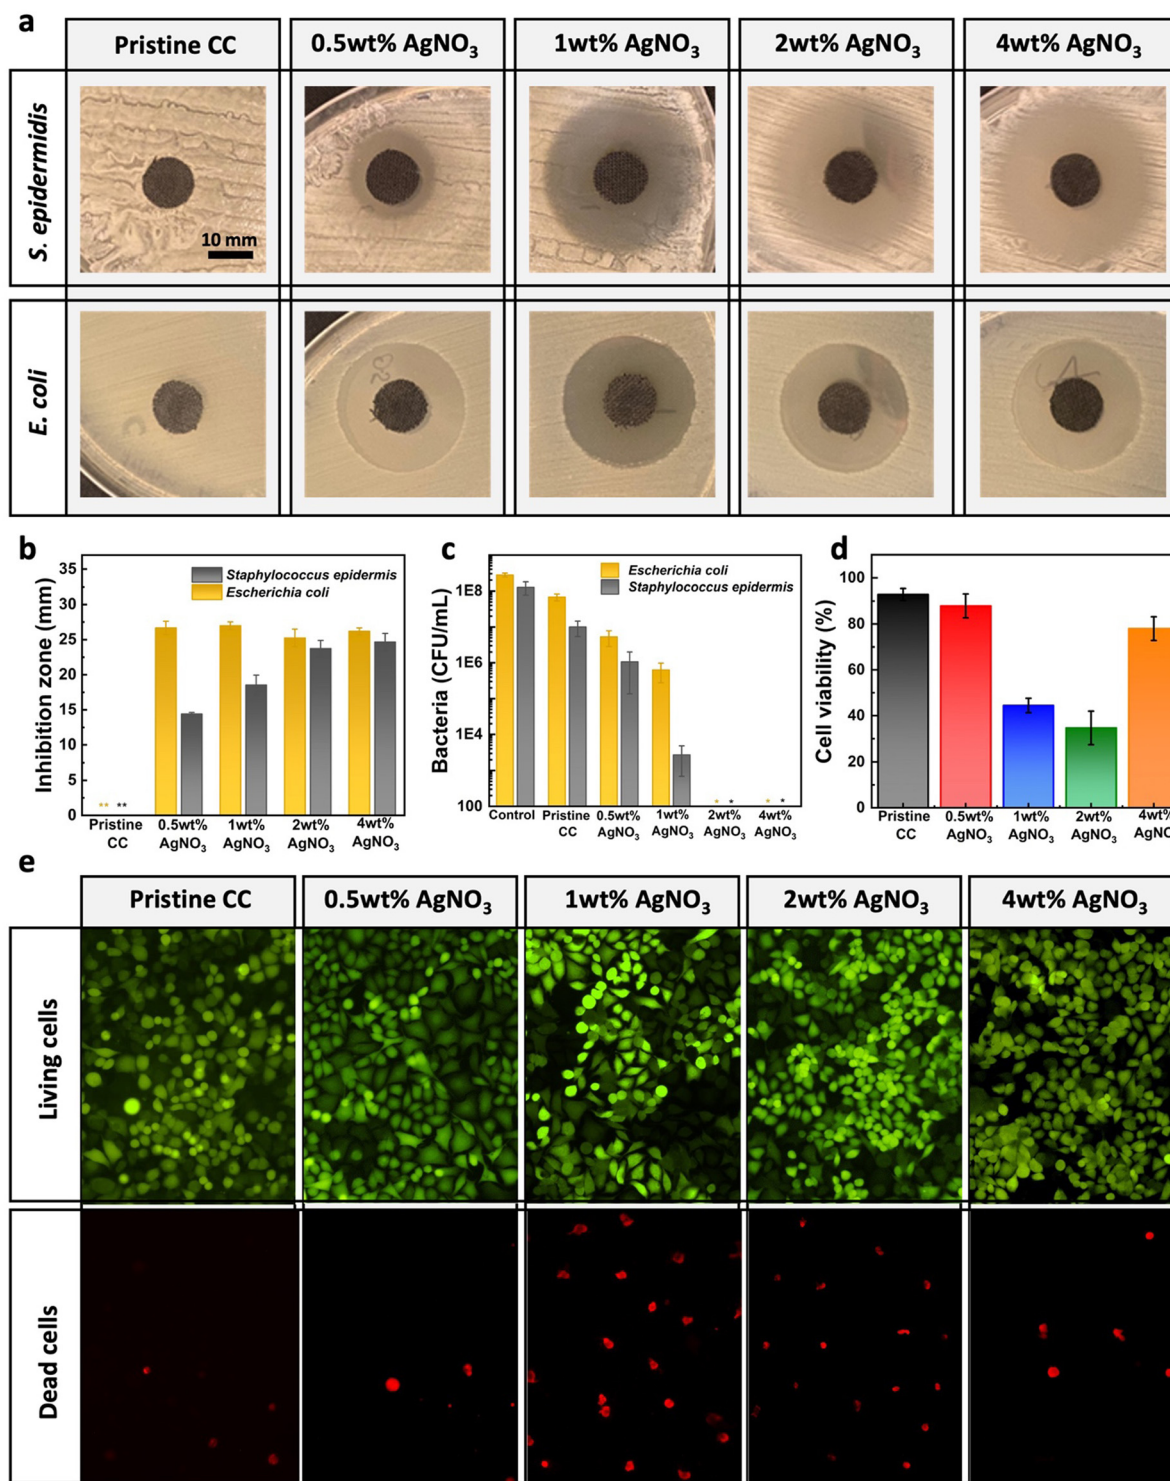 a
Pristine CC
0.5wt% AgNO₃
1wt% AgNO₃
2wt% AgNO₃
4wt% AgNO₃
S. epidermidis
10 mm
E. coli
b
Inhibition zone (mm)
35
30
25
20
15
10
5
0
Staphylococcus epidermis
Escherichia coli
** **
Pristine CC
0.5wt% AgNO₃
1wt% AgNO₃
2wt% AgNO₃
4wt% AgNO₃
c
Bacteria (CFU/mL)
1E8
1E6
1E4
100
Escherichia coli
Staphylococcus epidermis
* *
* *
Control
Pristine CC
0.5wt% AgNO₃
1wt% AgNO₃
2wt% AgNO₃
4wt% AgNO₃
d
Cell viability (%)
100
80
60
40
20
0
Pristine CC
0.5wt% AgNO₃
1wt% AgNO₃
2wt% AgNO₃
4wt%
AgNO
e
Pristine CC
0.5wt% AgNO₃
1wt% AgNO₃
2wt% AgNO₃
4wt% AgNO₃
Living cells
Dead cells